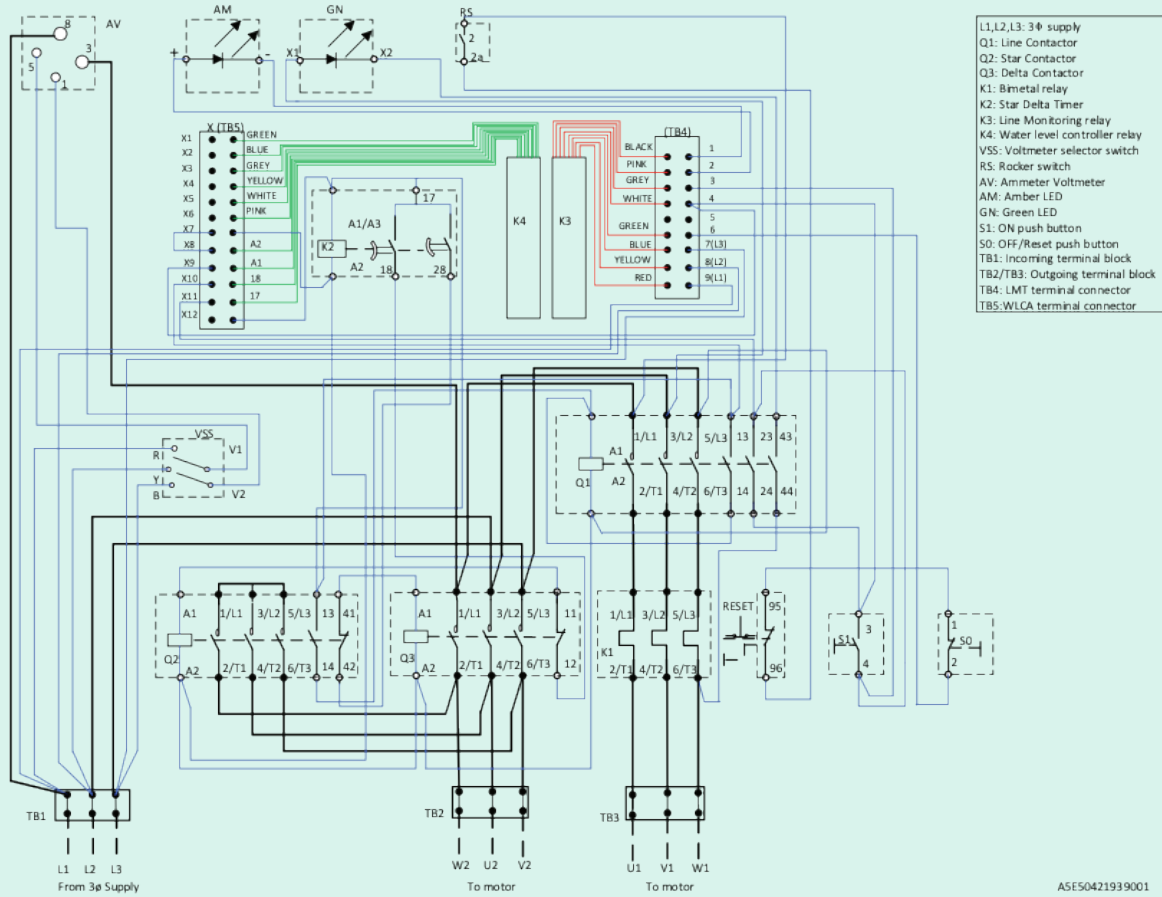 AV
8
3
5
1
AM
+
-
GN
X1
X2
RS
2
2a
L1,L2,L3: 3Φ supply
Q1: Line Contactor
Q2: Star Contactor
Q3: Delta Contactor
K1: Bimetal relay
K2: Star Delta Timer
K3: Line Monitoring relay
K4: Water level controller relay
VSS: Voltmeter selector switch
RS: Rocker switch
AV: Ammeter Voltmeter
AM: Amber LED
GN: Green LED
S1: ON push button
S0: OFF/Reset push button
TB1: Incoming terminal block
TB2/TB3: Outgoing terminal block
TB4: LMT terminal connector
TB5:WLCA terminal connector
X (TB5)
X1 GREEN
X2 BLUE
X3 GREY
X4 YELLOW
X5 WHITE
X6 PINK
X7
X8 A2
X9 A1
X10 18
X11 17
X12
K2
A1/A3
A2
17
18
28
K4
K3
(TB4)
BLACK 1
PINK 2
GREY 3
WHITE 4
5
GREEN 6
BLUE 7(L3)
YELLOW 8(L2)
RED 9(L1)
VSS
R
Y
B
V1
V2
A1
A2
Q1
1/L1 3/L2 5/L3 13 23 43
2/T1 4/T2 6/T3 14 24 44
A1 1/L1 3/L2 5/L3 13 41
Q2
A2 2/T1 4/T2 6/T3 14 42
A1 1/L1 3/L2 5/L3 11
Q3
A2 2/T1 4/T2 6/T3 12
1/L1 3/L2 5/L3
K1
2/T1 4/T2 6/T3
RESET
95
96
S1
3
4
1
S0
2
TB1
L1 L2 L3
From 3ø Supply
TB2
W2 U2 V2
To motor
TB3
U1 V1 W1
To motor
A5E50421939001